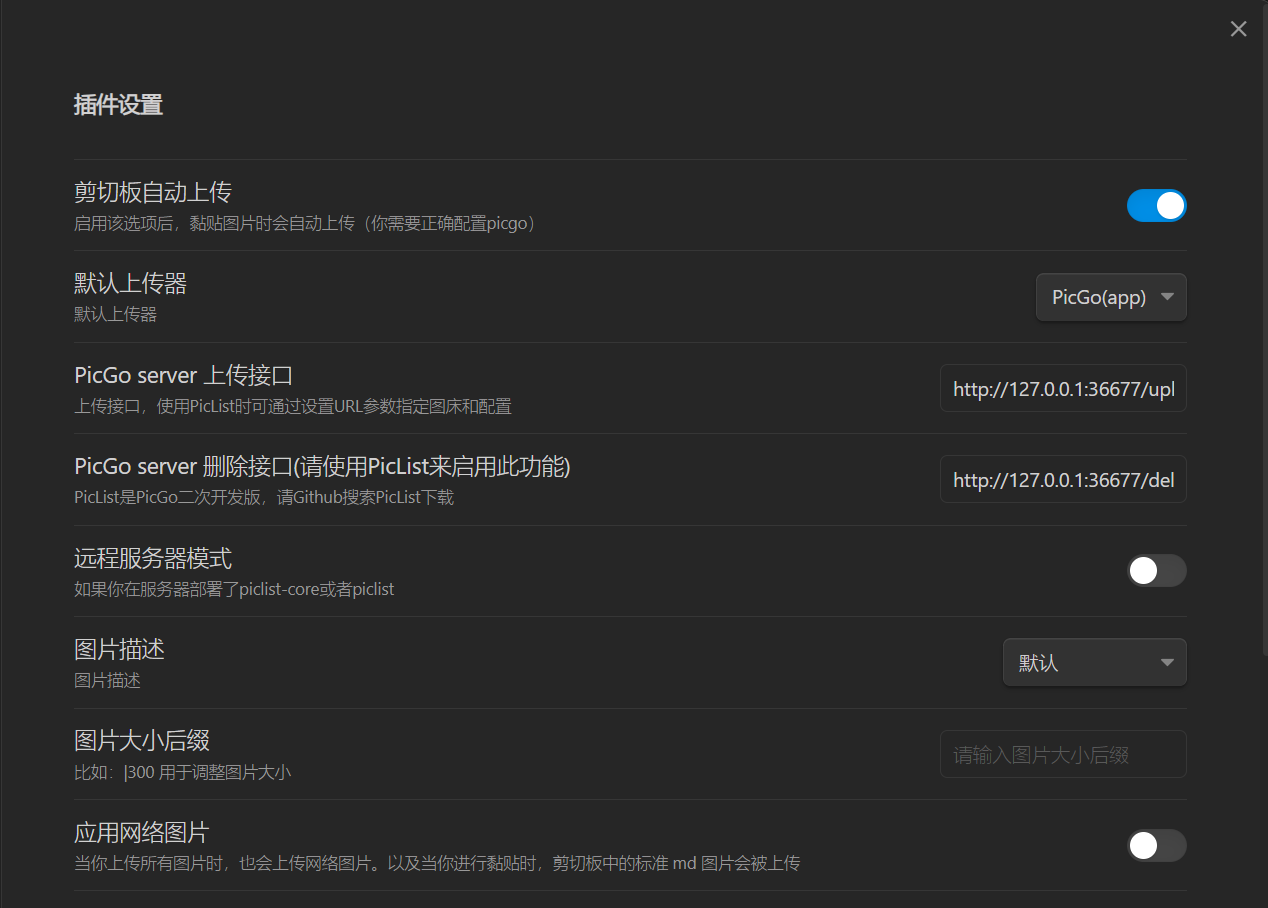 插件设置
剪切板自动上传
启用该选项后，黏贴图片时会自动上传（你需要正确配置picgo）
默认上传器
默认上传器
PicGo(app)
PicGo server 上传接口
上传接口，使用PicList时可通过设置URL参数指定图床和配置
http://127.0.0.1:36677/upl
PicGo server 删除接口(请使用PicList来启用此功能)
PicList是PicGo二次开发版，请Github搜索PicList下载
http://127.0.0.1:36677/del
远程服务器模式
如果你在服务器部署了piclist-core或者piclist
图片描述
图片描述
默认
图片大小后缀
比如：|300 用于调整图片大小
请输入图片大小后缀
应用网络图片
当你上传所有图片时，也会上传网络图片。以及当你进行黏贴时，剪切板中的标准 md 图片会被上传